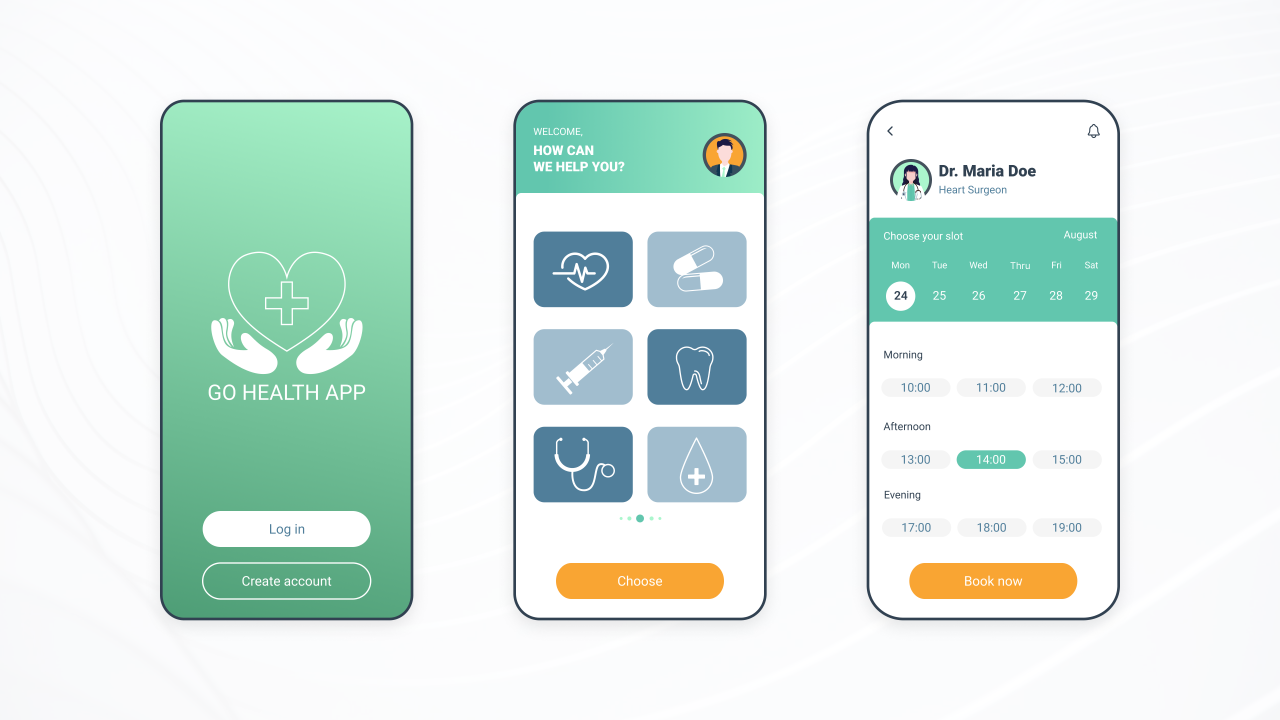 GO HEALTH APP
Log in
Create account
WELCOME,
HOW CAN
WE HELP YOU?
Choose
Dr. Maria Doe
Heart Surgeon
Choose your slot August
Mon Tue Wed Thru Fri Sat
24 25 26 27 28 29
Morning
10:00 11:00 12:00
Afternoon
13:00 14:00 15:00
Evening
17:00 18:00 19:00
Book now